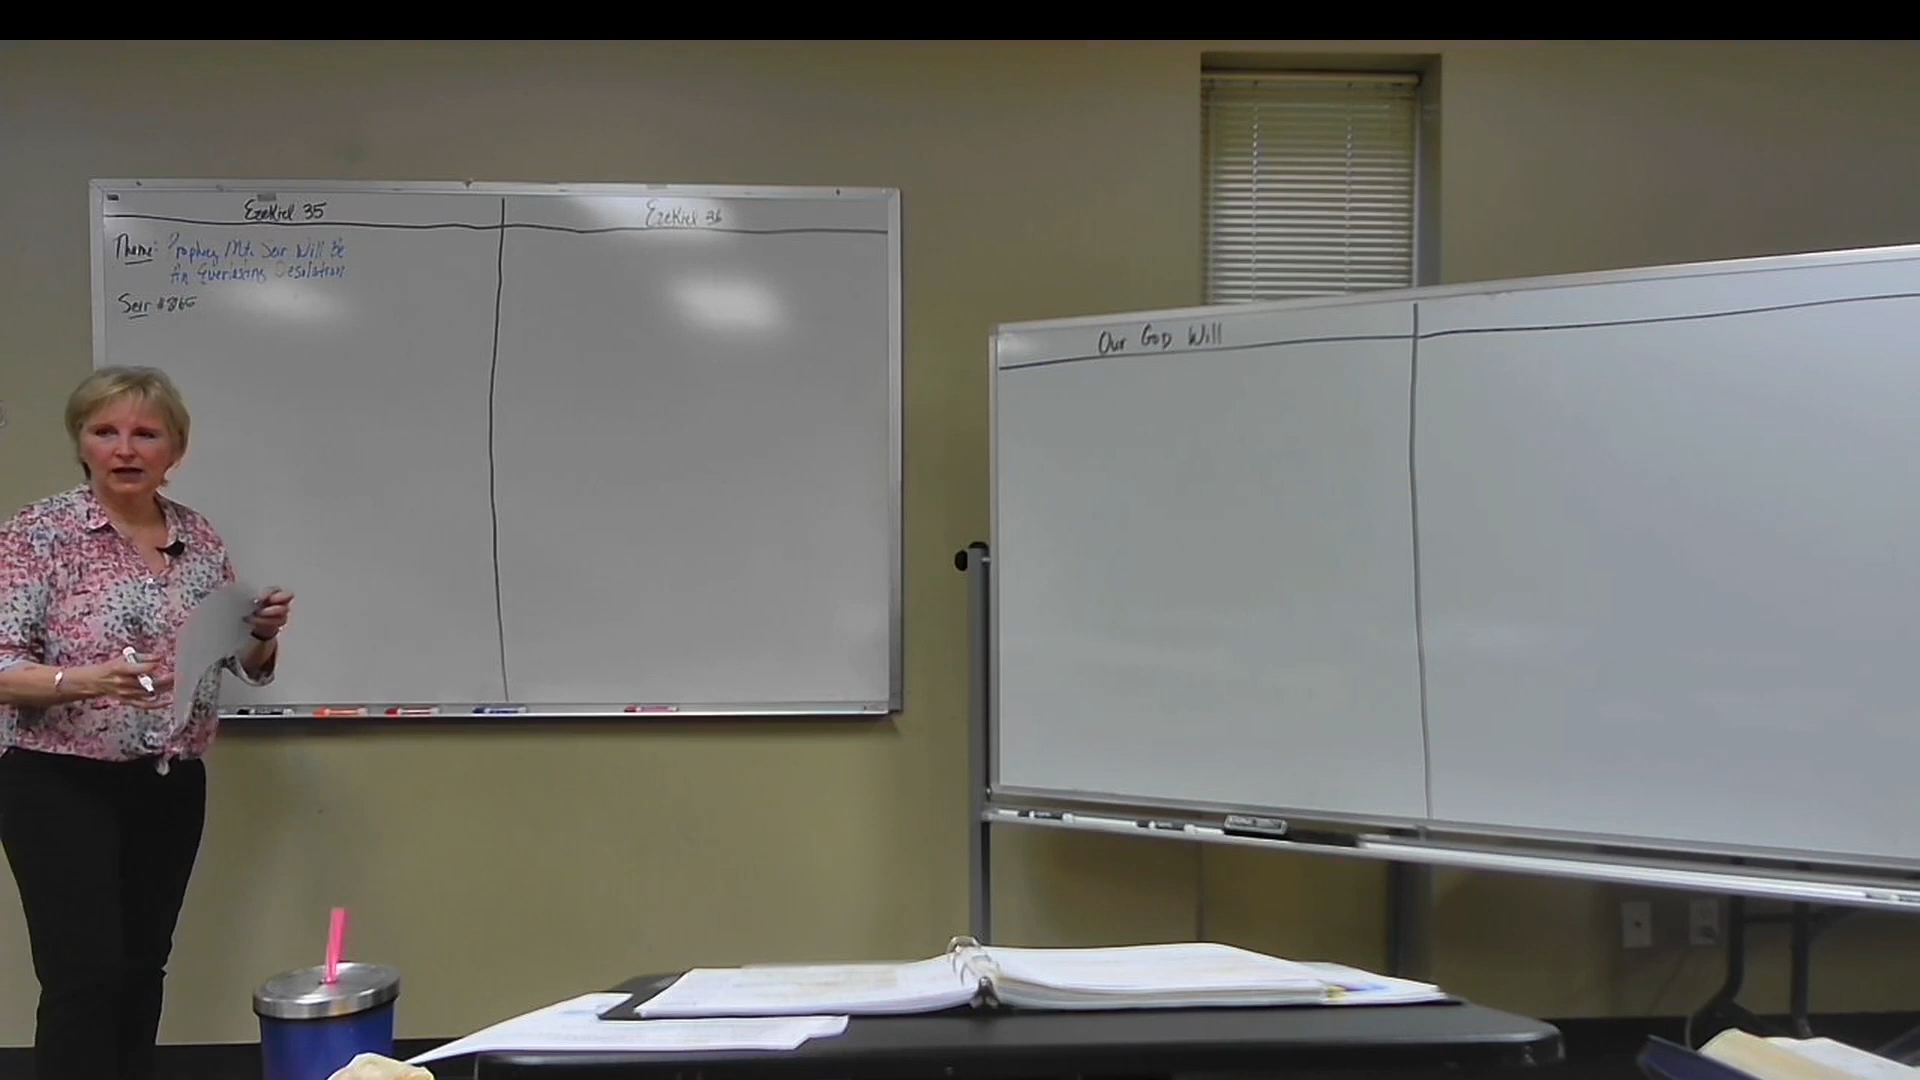 Ezekiel 35
Ezekiel 36
Theme: Prophecy Mt. Seir Will Be
An Everlasting Desolation
Seir #8165
Our God Will